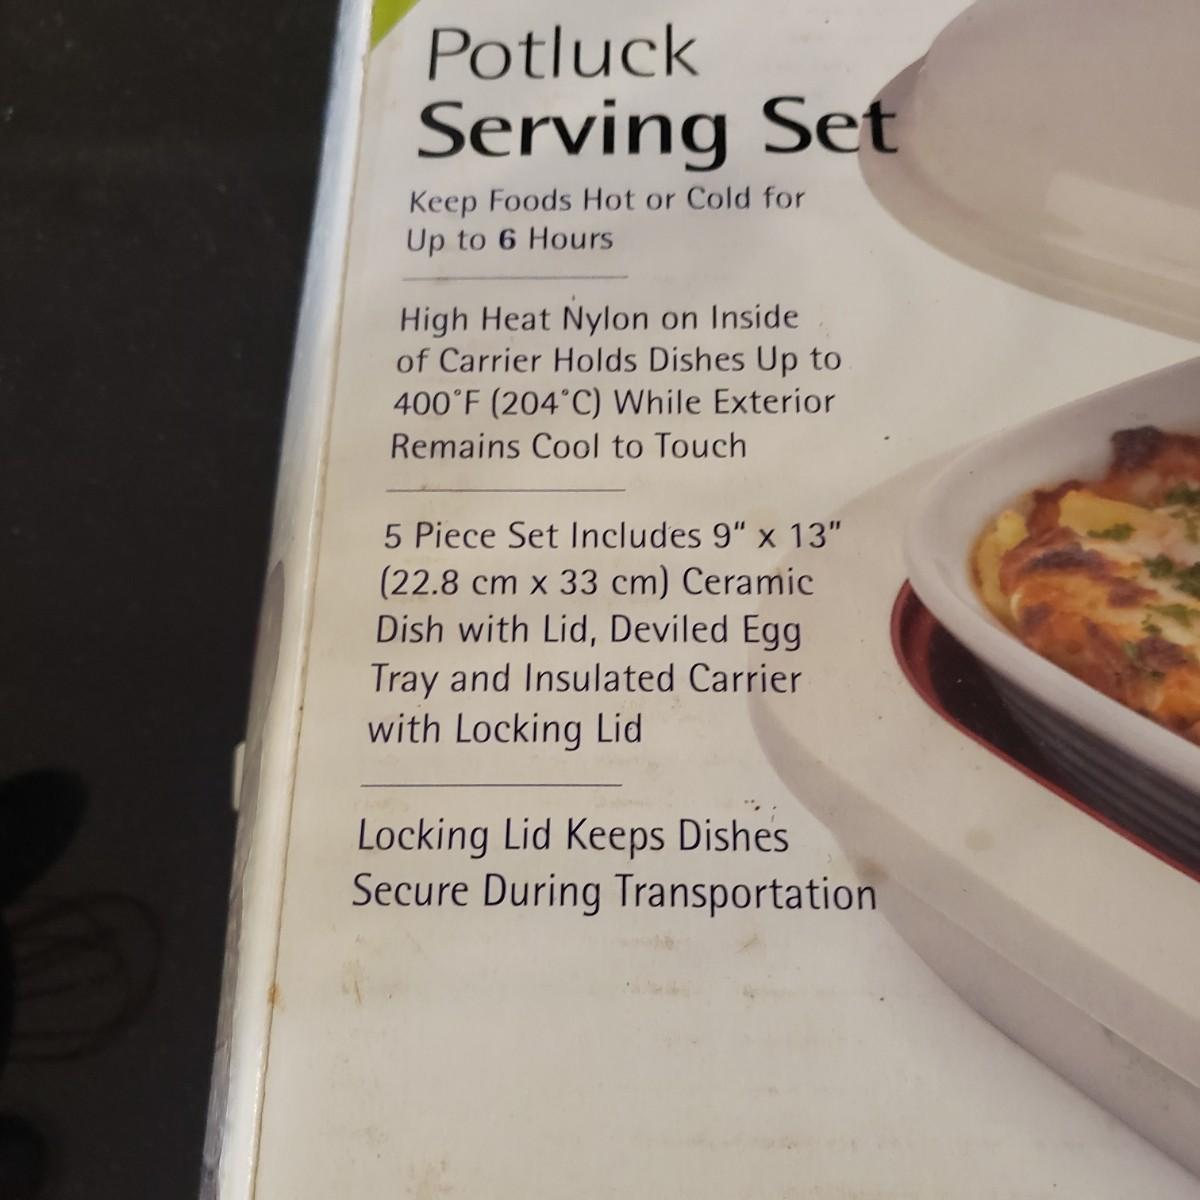 Potluck
Serving Set
Keep Foods Hot or Cold for
Up to 6 Hours
High Heat Nylon on Inside
of Carrier Holds Dishes Up to
400°F (204°C) While Exterior
Remains Cool to Touch
5 Piece Set Includes 9" x 13"
(22.8 cm x 33 cm) Ceramic
Dish with Lid, Deviled Egg
Tray and Insulated Carrier
with Locking Lid
Locking Lid Keeps Dishes
Secure During Transportation